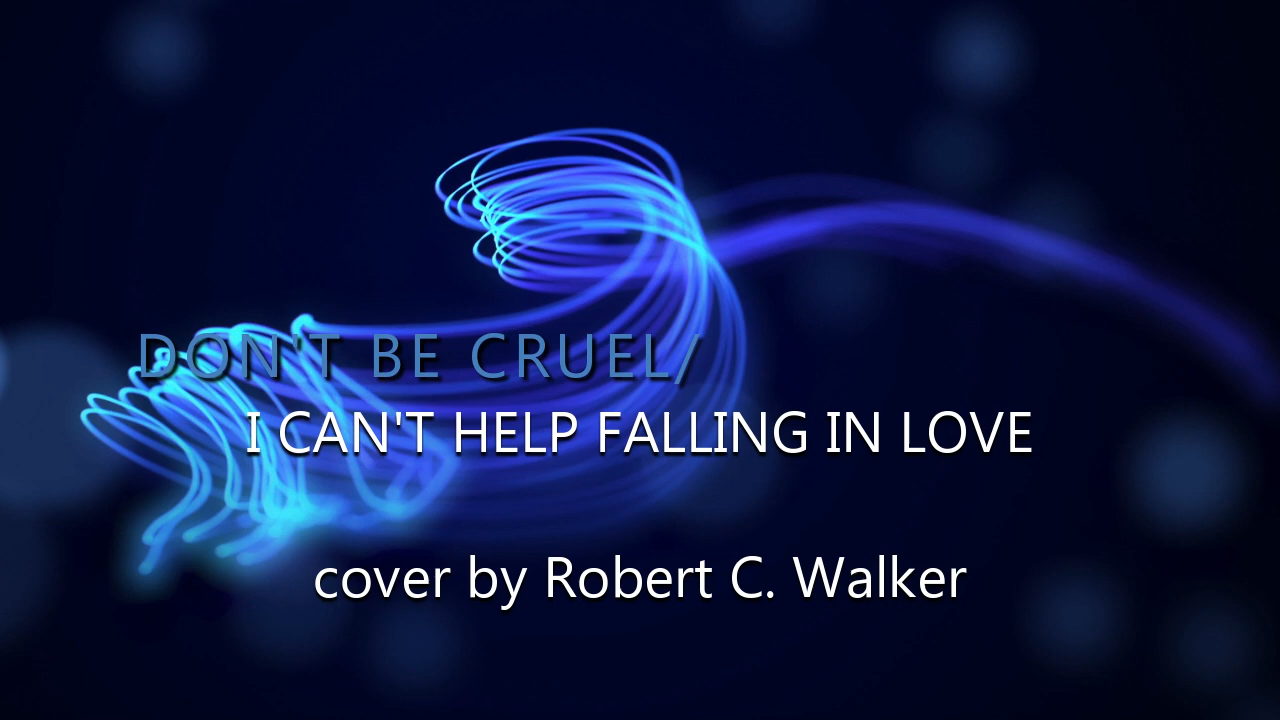 DON'T BE CRUEL/
I CAN'T HELP FALLING IN LOVE
cover by Robert C. Walker